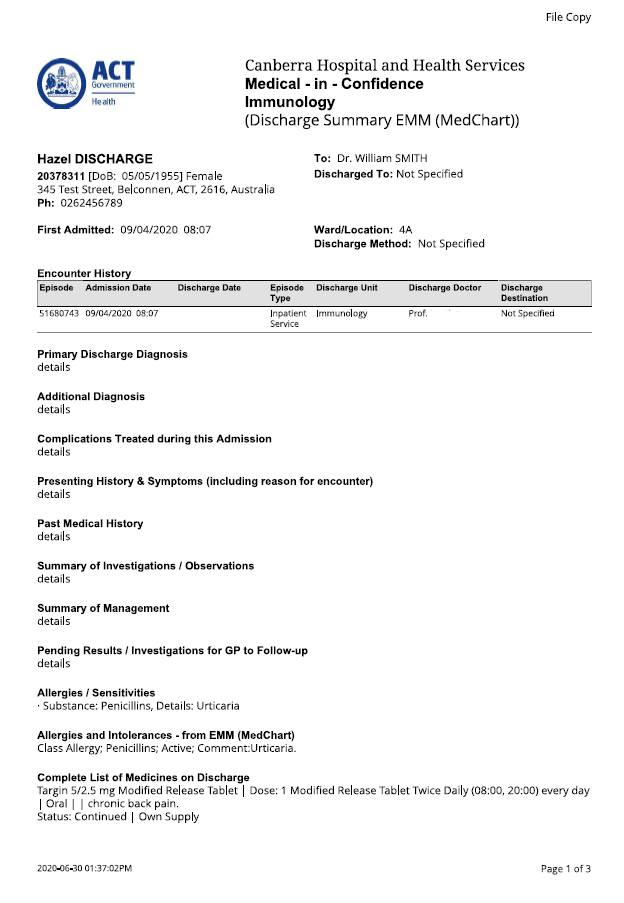 File Copy
ACT
Government
Health
Canberra Hospital and Health Services
Medical - in - Confidence
Immunology
(Discharge Summary EMM (MedChart))
Hazel DISCHARGE
20378311 [DoB: 05/05/1955] Female
345 Test Street, Belconnen, ACT, 2616, Australia
Ph: 0262456789
To: Dr. William SMITH
Discharged To: Not Specified
First Admitted: 09/04/2020 08:07
Ward/Location: 4A
Discharge Method: Not Specified
Encounter History
Episode Admission Date Discharge Date Episode Type Discharge Unit Discharge Doctor Discharge Destination
51680743 09/04/2020 08:07 Inpatient Service Immunology Prof. Not Specified
Primary Discharge Diagnosis
details
Additional Diagnosis
details
Complications Treated during this Admission
details
Presenting History & Symptoms (including reason for encounter)
details
Past Medical History
details
Summary of Investigations / Observations
details
Summary of Management
details
Pending Results / Investigations for GP to Follow-up
details
Allergies / Sensitivities
· Substance: Penicillins, Details: Urticaria
Allergies and Intolerances - from EMM (MedChart)
Class Allergy; Penicillins; Active; Comment:Urticaria.
Complete List of Medicines on Discharge
Targin 5/2.5 mg Modified Release Tablet | Dose: 1 Modified Release Tablet Twice Daily (08:00, 20:00) every day
| Oral | | chronic back pain.
Status: Continued | Own Supply
2020-06-30 01:37:02PM
Page 1 of 3